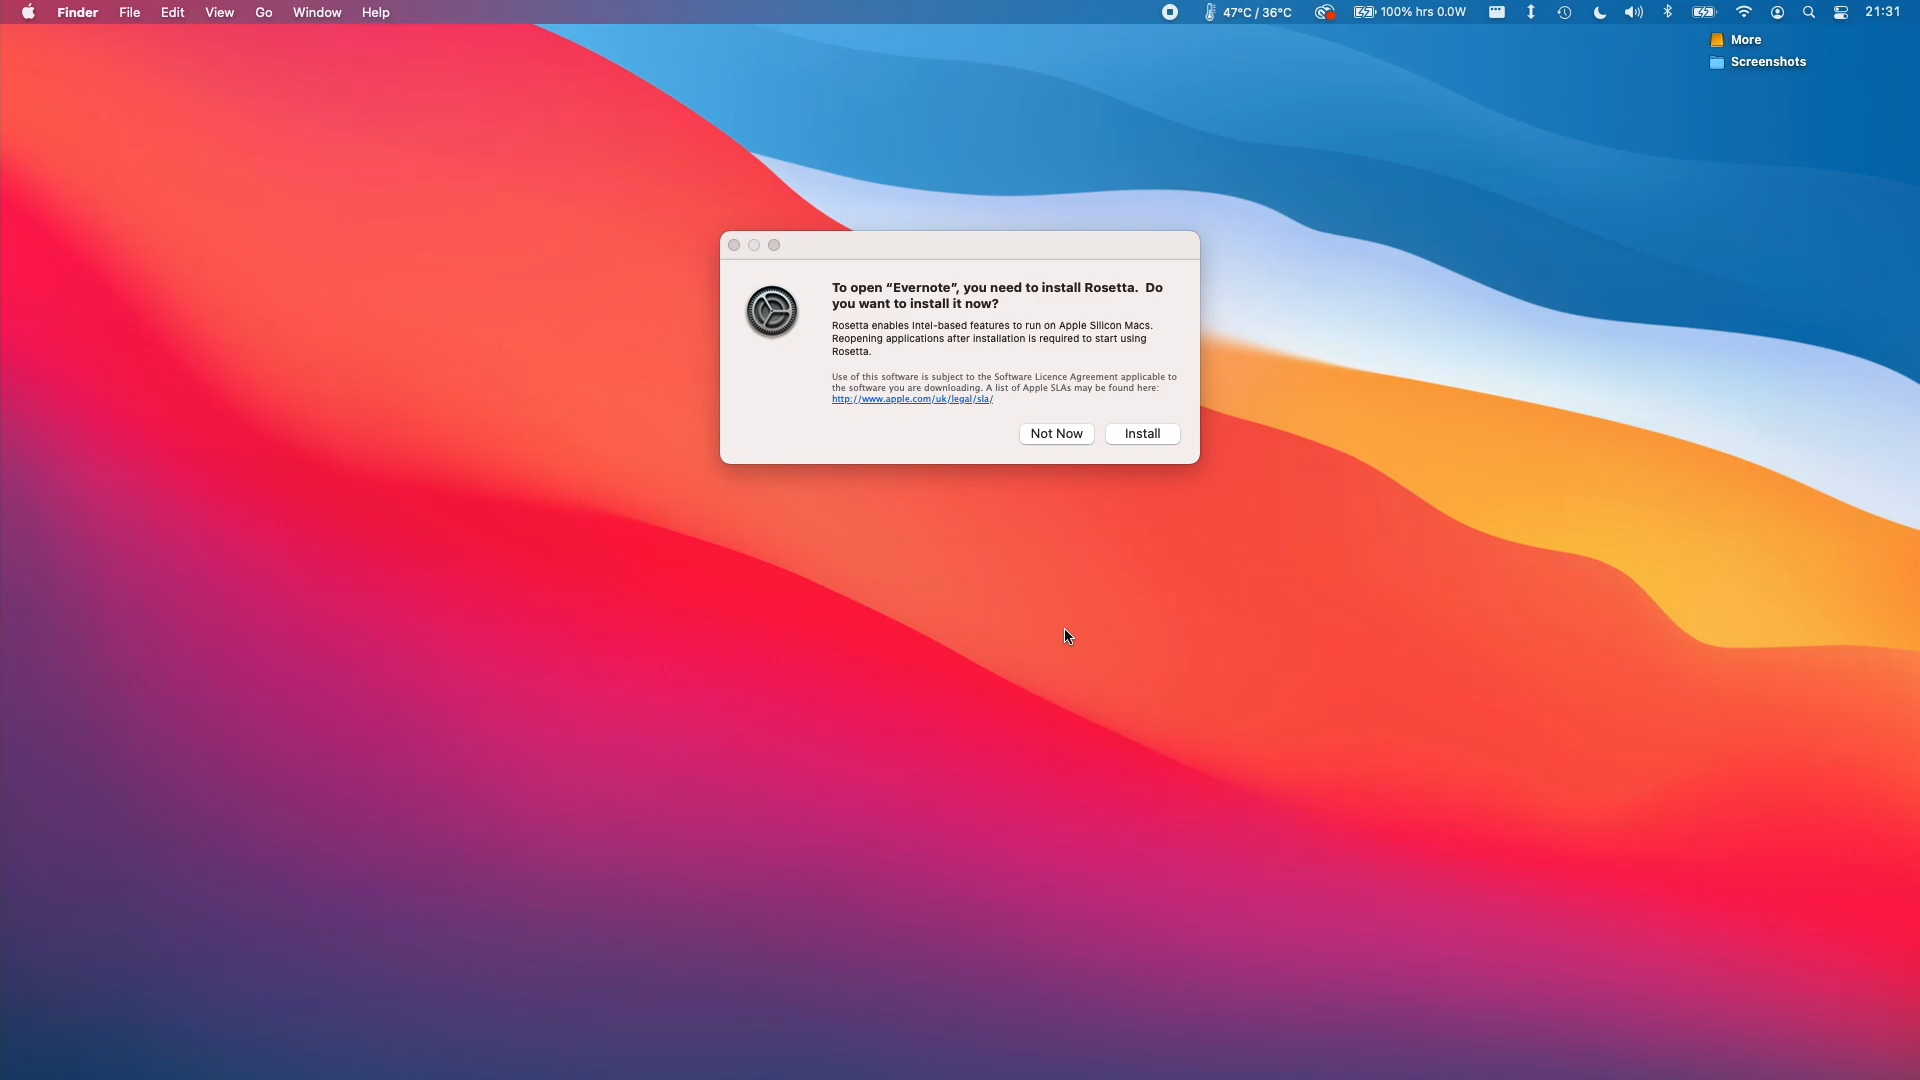 Finder File Edit View Go Window Help 47°C / 36°C 100% hrs 0.0W 21:31
More
Screenshots
To open “Evernote”, you need to install Rosetta. Do
you want to install it now?
Rosetta enables Intel-based features to run on Apple Silicon Macs.
Reopening applications after installation is required to start using
Rosetta.
Use of this software is subject to the Software Licence Agreement applicable to
the software you are downloading. A list of Apple SLAs may be found here:
http://www.apple.com/uk/legal/sla/
Not Now Install